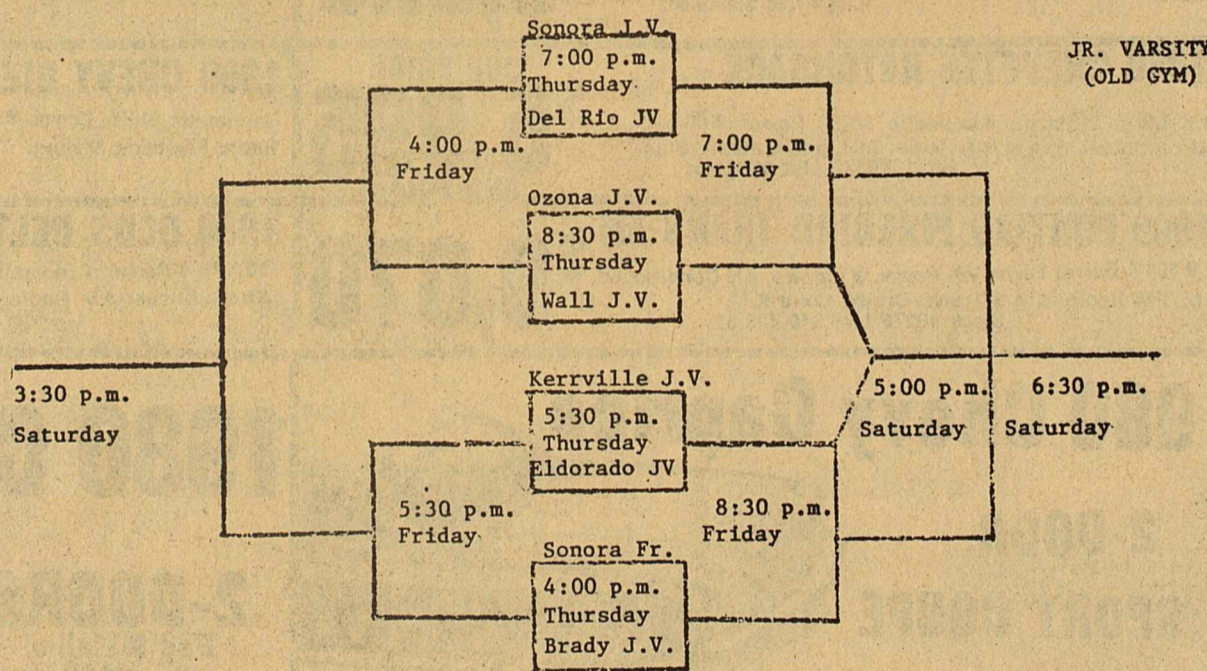 Sonora J.V.
JR. VARSITY
(OLD GYM)
7:00 p.m.
Thursday
Del Rio JV
4:00 p.m.
Friday
7:00 p.m.
Friday
Ozona J.V.
8:30 p.m.
Thursday
Wall J.V.
3:30 p.m.
Saturday
Kerrville J.V.
5:30 p.m.
Thursday
Eldorado JV
5:00 p.m.
Saturday
6:30 p.m.
Saturday
5:30 p.m.
Friday
8:30 p.m.
Friday
Sonora Fr.
4:00 p.m.
Thursday
Brady J.V.